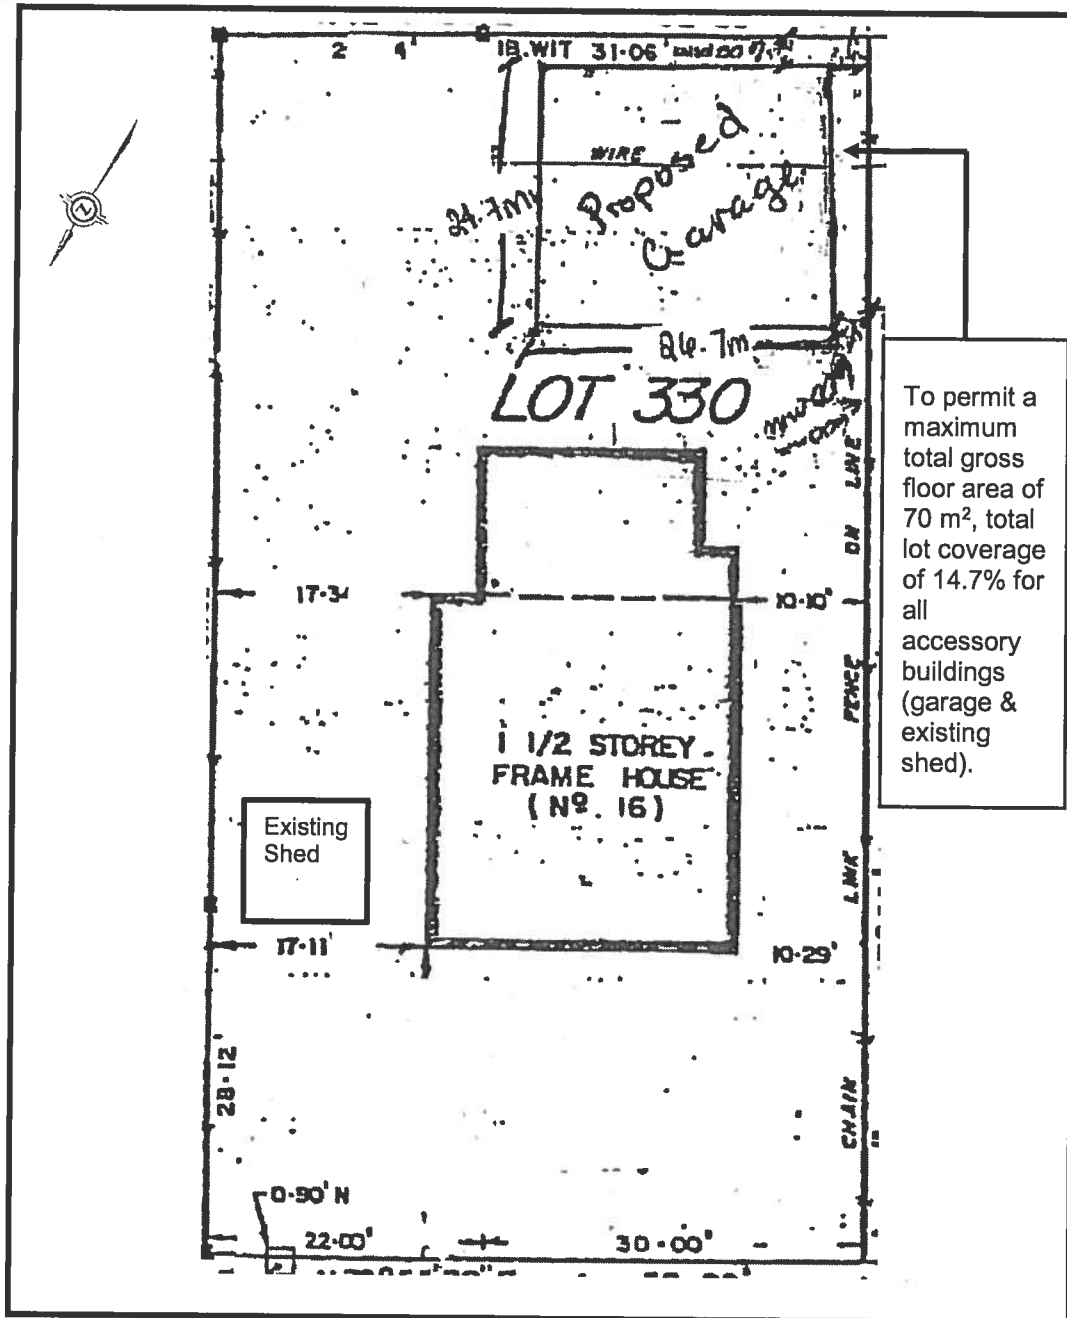 2 4'
IB.WIT 31.06'
WIRE
Proposed
Garage
24.7m
26.7m
LOT 330
To permit a
maximum
total gross
floor area of
70 m², total
lot coverage
of 14.7% for
all
accessory
buildings
(garage &
existing
shed).
17.3
10.10'
1 1/2 STOREY
FRAME HOUSE
(Nº. 16)
Existing
Shed
17.11'
10.29'
CHAIN LINK FENCE ON LINE
28.12'
0.90' N
22.00'
30.00'